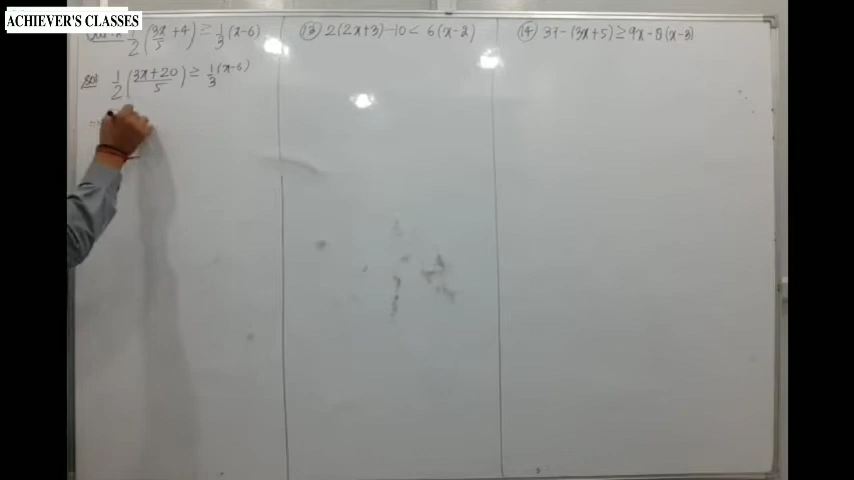 ACHIEVER'S CLASSES
1/2 (3x/5 + 4) ≥ 1/3 (x-6)
Sol 1/2 (3x+20/5) ≥ 1/3 (x-6)
⇒
(13) 2(2x+3)-10 < 6(x-2)
(14) 37-(3x+5) ≥ 9x-8(x-3)